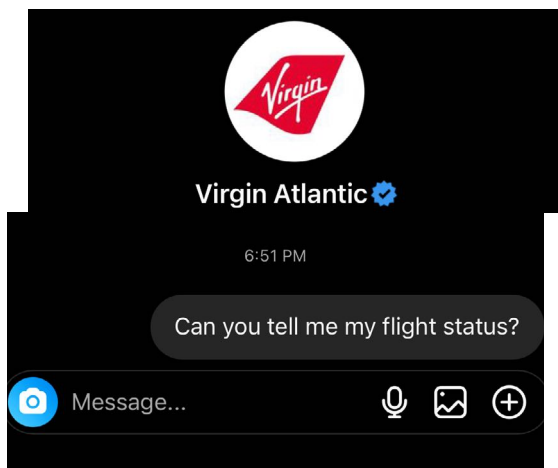 Virgin
Virgin Atlantic
6:51 PM
Can you tell me my flight status?
Message...